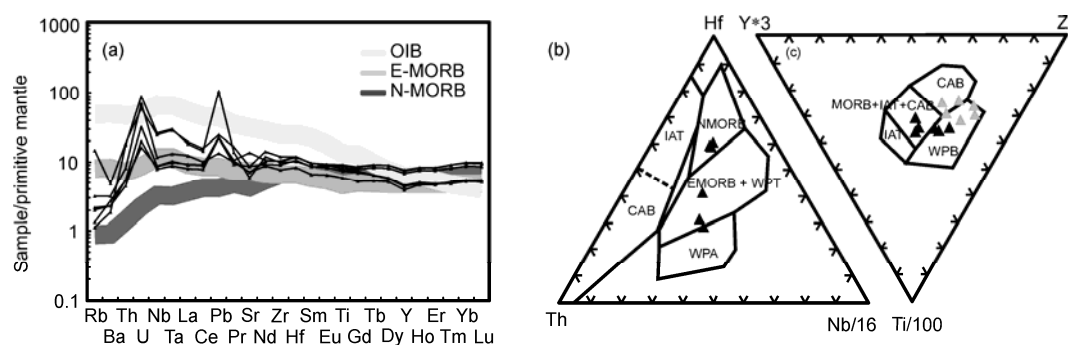 1000
100
10
1
0.1
Sample/primitive mantle
(a)
OIB
E-MORB
N-MORB
Rb Th Nb La Pb Sr Zr Sm Ti Tb Y Er Yb
Ba U Ta Ce Pr Nd Hf Eu Gd Dy Ho Tm Lu
(b)
Hf
IAT
NMORB
EMORB + WPT
CAB
WPA
Th
Nb/16
Y*3
Z
(c)
CAB
MORB+IAT+CAB
IAT
WPB
Ti/100